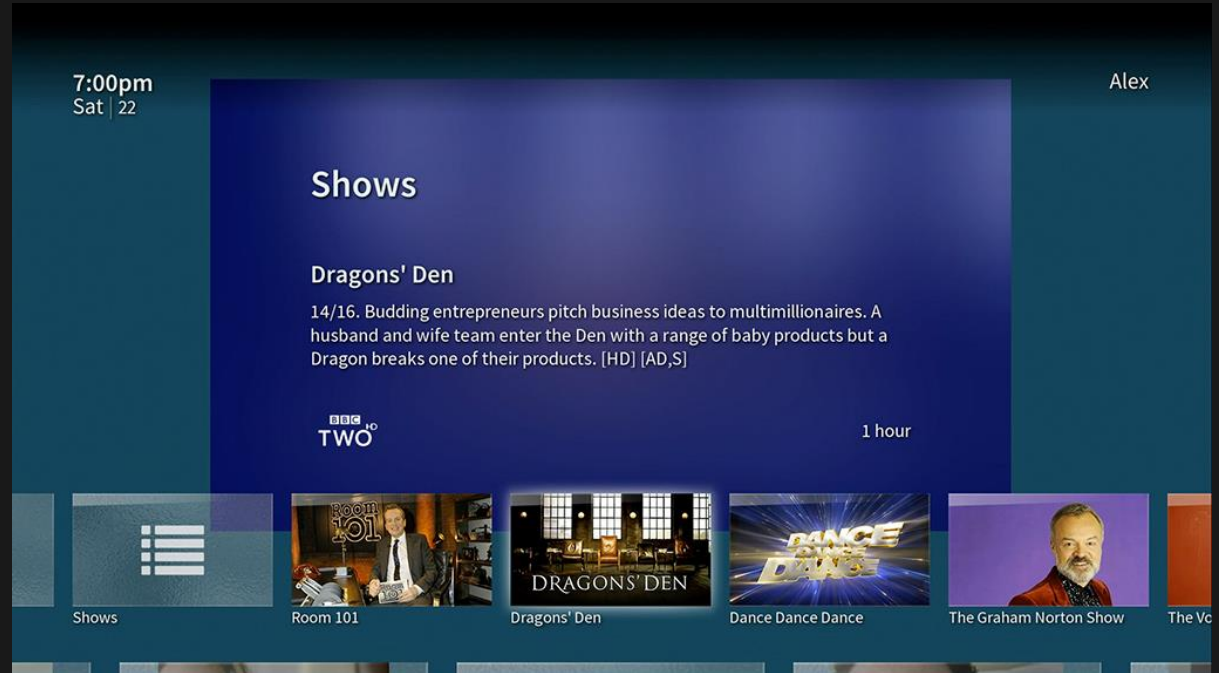 7:00pm
Sat | 22
Alex
Shows
Dragons' Den
14/16. Budding entrepreneurs pitch business ideas to multimillionaires. A
husband and wife team enter the Den with a range of baby products but a
Dragon breaks one of their products. [HD] [AD,S]
BBC
TWO HD
1 hour
Room
101
DRAGONS' DEN
DANCE
DANCE
DANCE
Shows
Room 101
Dragons' Den
Dance Dance Dance
The Graham Norton Show
The Vo